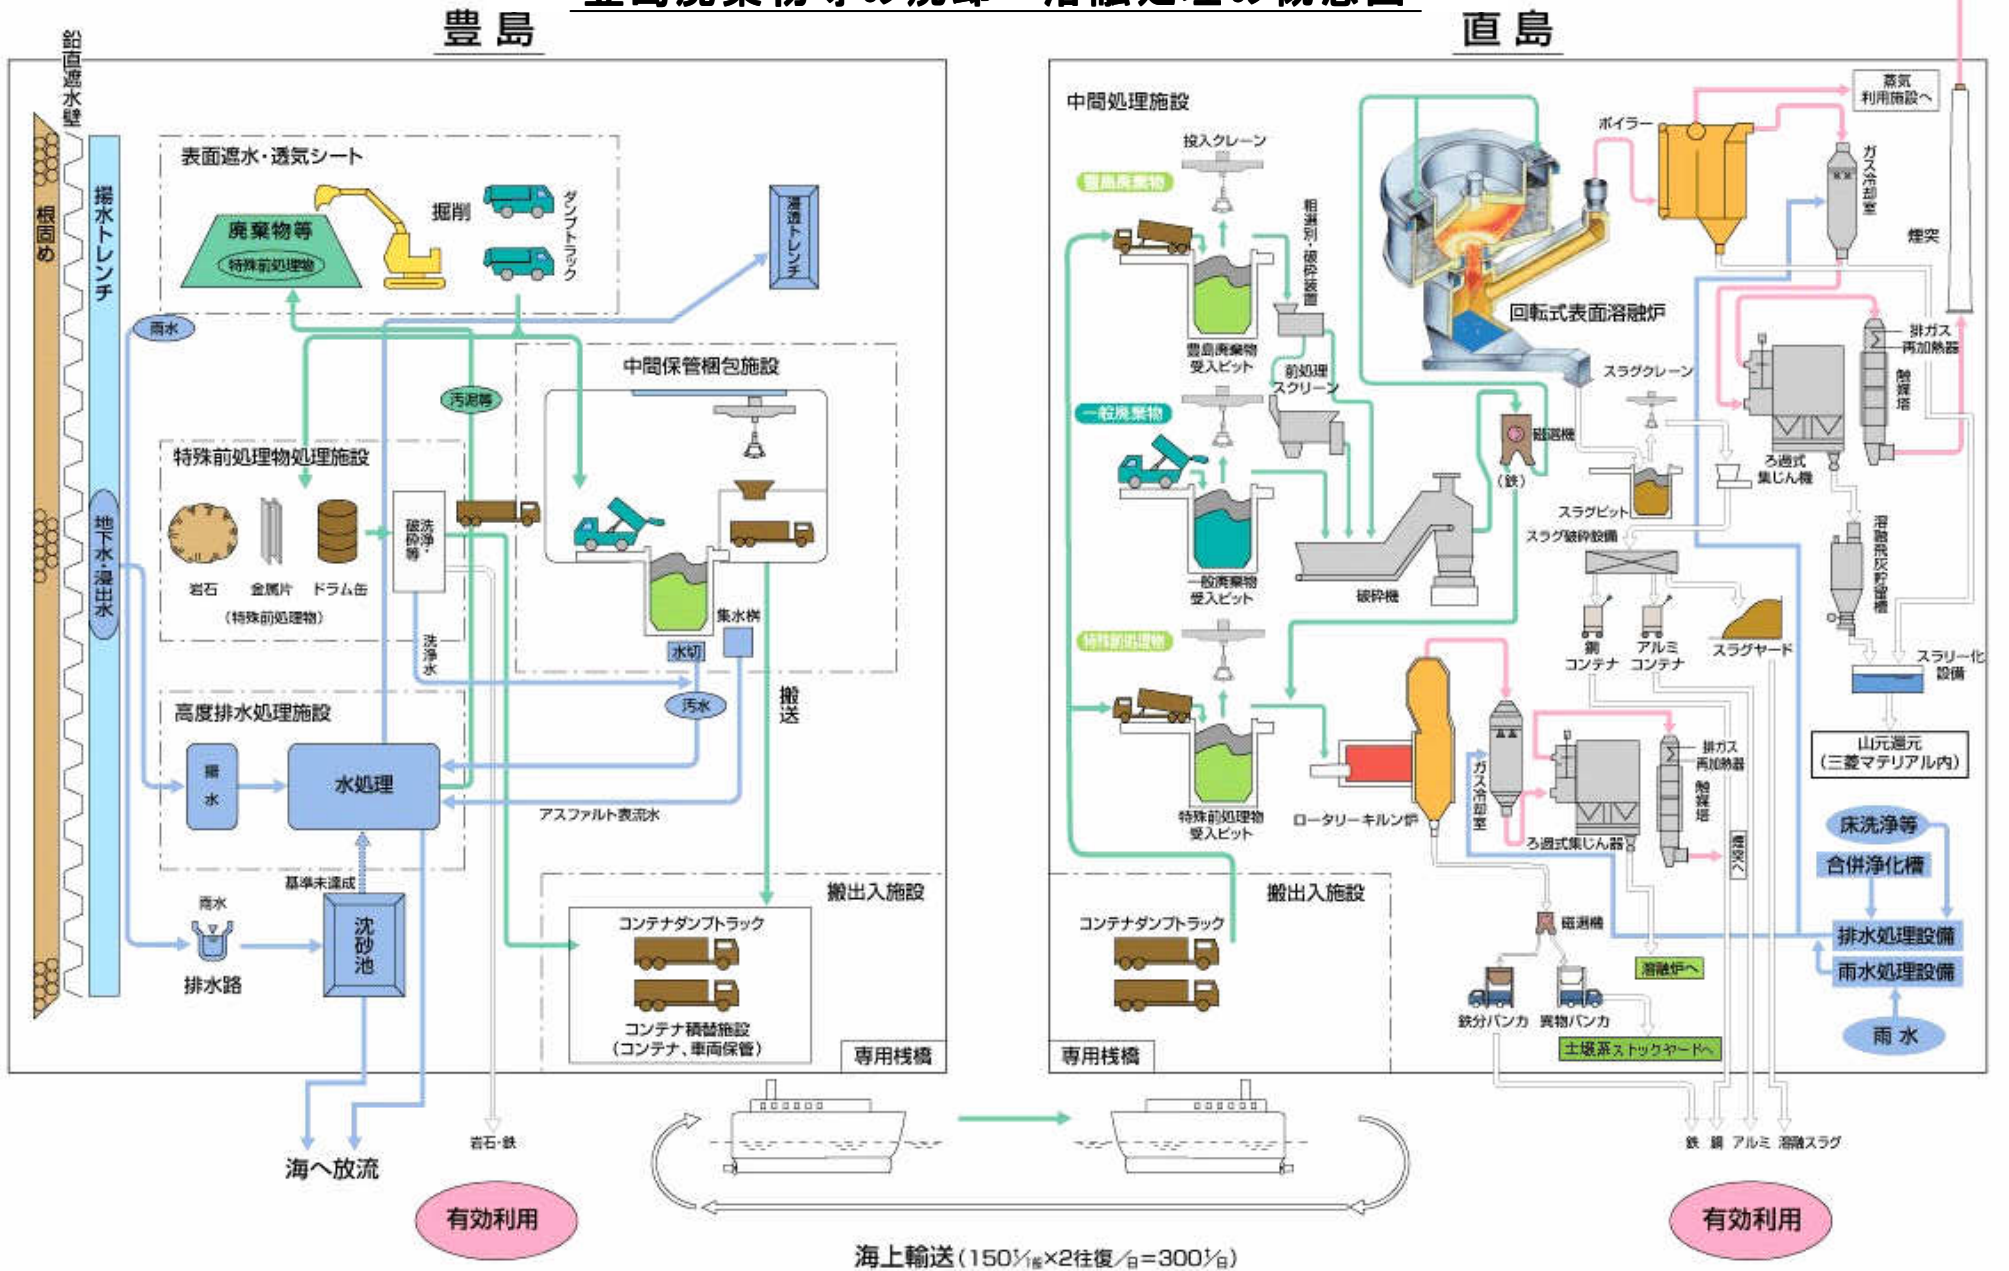 豊島
直島
鉛直遮水壁
根固め
揚水トレンチ
地下水・浸出水
表面遮水・透気シート
廃棄物等
特殊前処理物
掘削
ダンプトラック
浸透トレンチ
雨水
汚泥等
中間保管梱包施設
特殊前処理物処理施設
岩石
金属片
ドラム缶
(特殊前処理物)
洗浄・
破砕等
洗浄水
集水桝
水切
汚水
搬送
高度排水処理施設
揚水
水処理
アスファルト表流水
基準未達成
雨水
排水路
沈砂池
搬出入施設
コンテナダンプトラック
コンテナ積替施設
(コンテナ、車両保管)
専用桟橋
海へ放流
岩石・鉄
有効利用
中間処理施設
投入クレーン
豊島廃棄物
粗選別・破砕装置
豊島廃棄物
受入ピット
前処理
スクリーン
一般廃棄物
一般廃棄物
受入ピット
破砕機
磁選機
(鉄)
特殊前処理物
特殊前処理物
受入ピット
ロータリーキルン炉
回転式表面溶融炉
ボイラー
蒸気
利用施設へ
ガス冷却室
煙突
排ガス
再加熱器
触媒塔
ろ過式
集じん機
スラグクレーン
スラグピット
スラグ破砕設備
銅
コンテナ
アルミ
コンテナ
スラグヤード
溶融飛灰貯留槽
スラリー化
設備
山元還元
(三菱マテリアル内)
ガス冷却室
ろ過式集じん器
排ガス
再加熱器
触媒塔
煙突へ
床洗浄等
合併浄化槽
排水処理設備
雨水処理設備
雨水
磁選機
鉄分バンカ
異物バンカ
溶融炉へ
土壌系ストックヤードへ
搬出入施設
コンテナダンプトラック
専用桟橋
鉄
銅
アルミ
溶融スラグ
有効利用
海上輸送(150t/1船×2往復/日=300t/日)